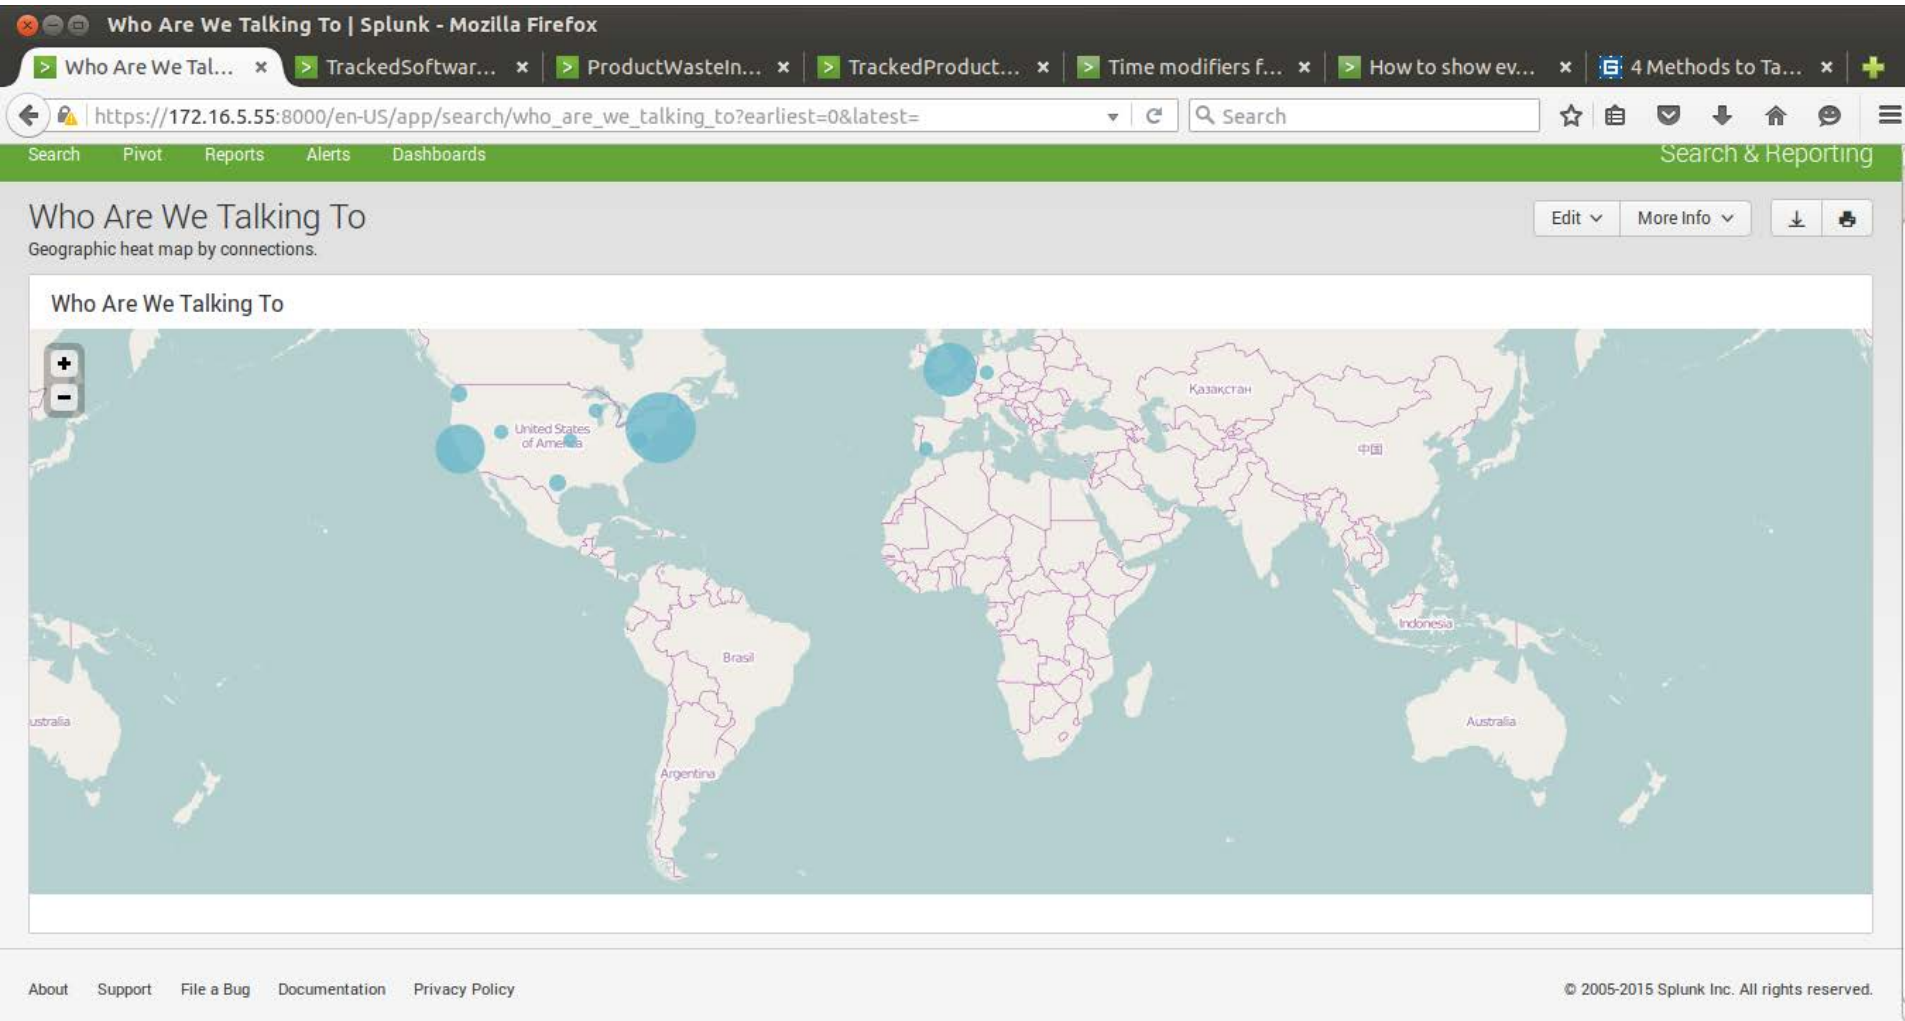 Who Are We Talking To | Splunk - Mozilla Firefox
Who Are We Tal...
TrackedSoftwar...
ProductWasteIn...
TrackedProduct...
Time modifiers f...
How to show ev...
4 Methods to Ta...
https://172.16.5.55:8000/en-US/app/search/who_are_we_talking_to?earliest=0&latest=
Search
Search Pivot Reports Alerts Dashboards
Search & Reporting
Who Are We Talking To
Edit
More Info
Geographic heat map by connections.
Who Are We Talking To
+
-
Казакстан
United States
of America
中国
Indonesia
Brasil
ustralia
Australia
Argentina
About Support File a Bug Documentation Privacy Policy
© 2005-2015 Splunk Inc. All rights reserved.